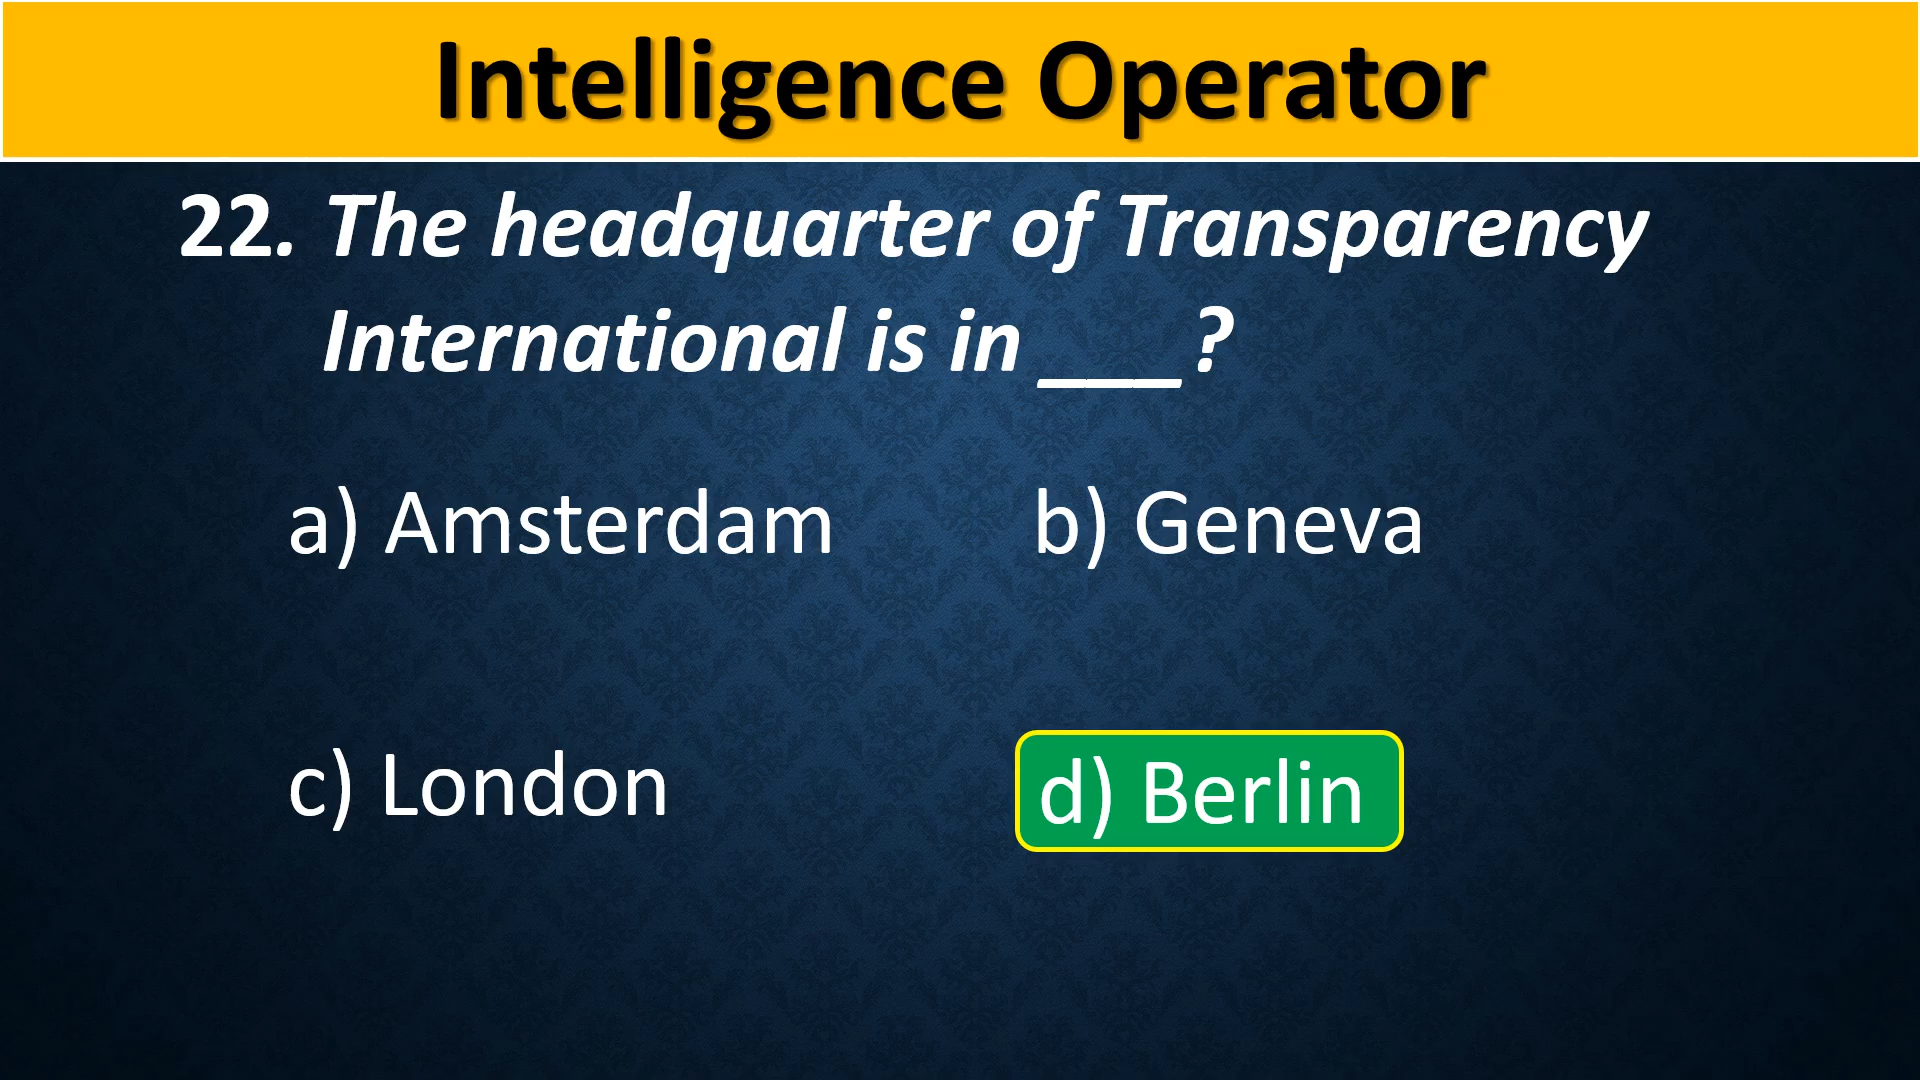 Intelligence Operator
22. The headquarter of Transparency
International is in ___?
a) Amsterdam b) Geneva
c) London d) Berlin